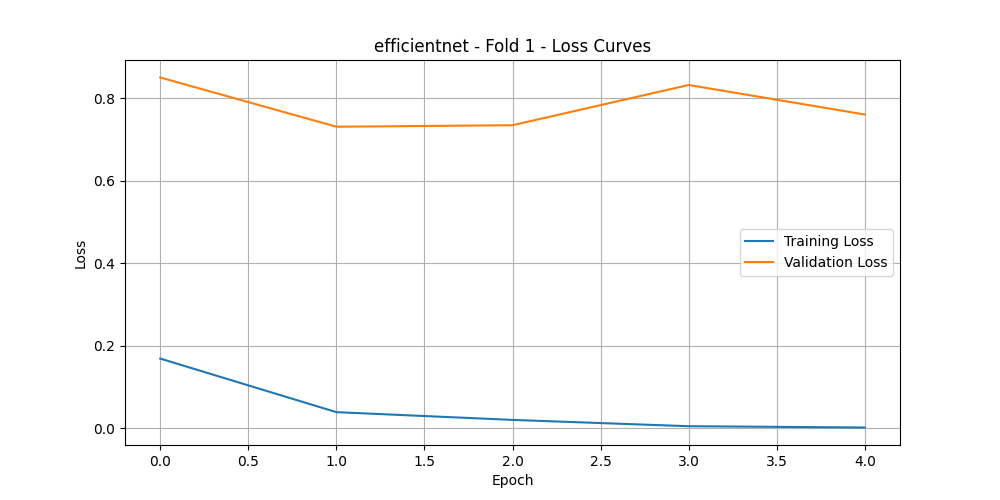 efficientnet - Fold 1 - Loss Curves
0.8
0.6
0.4
0.2
0.0
Loss
Training Loss
Validation Loss
0.0 0.5 1.0 1.5 2.0 2.5 3.0 3.5 4.0
Epoch